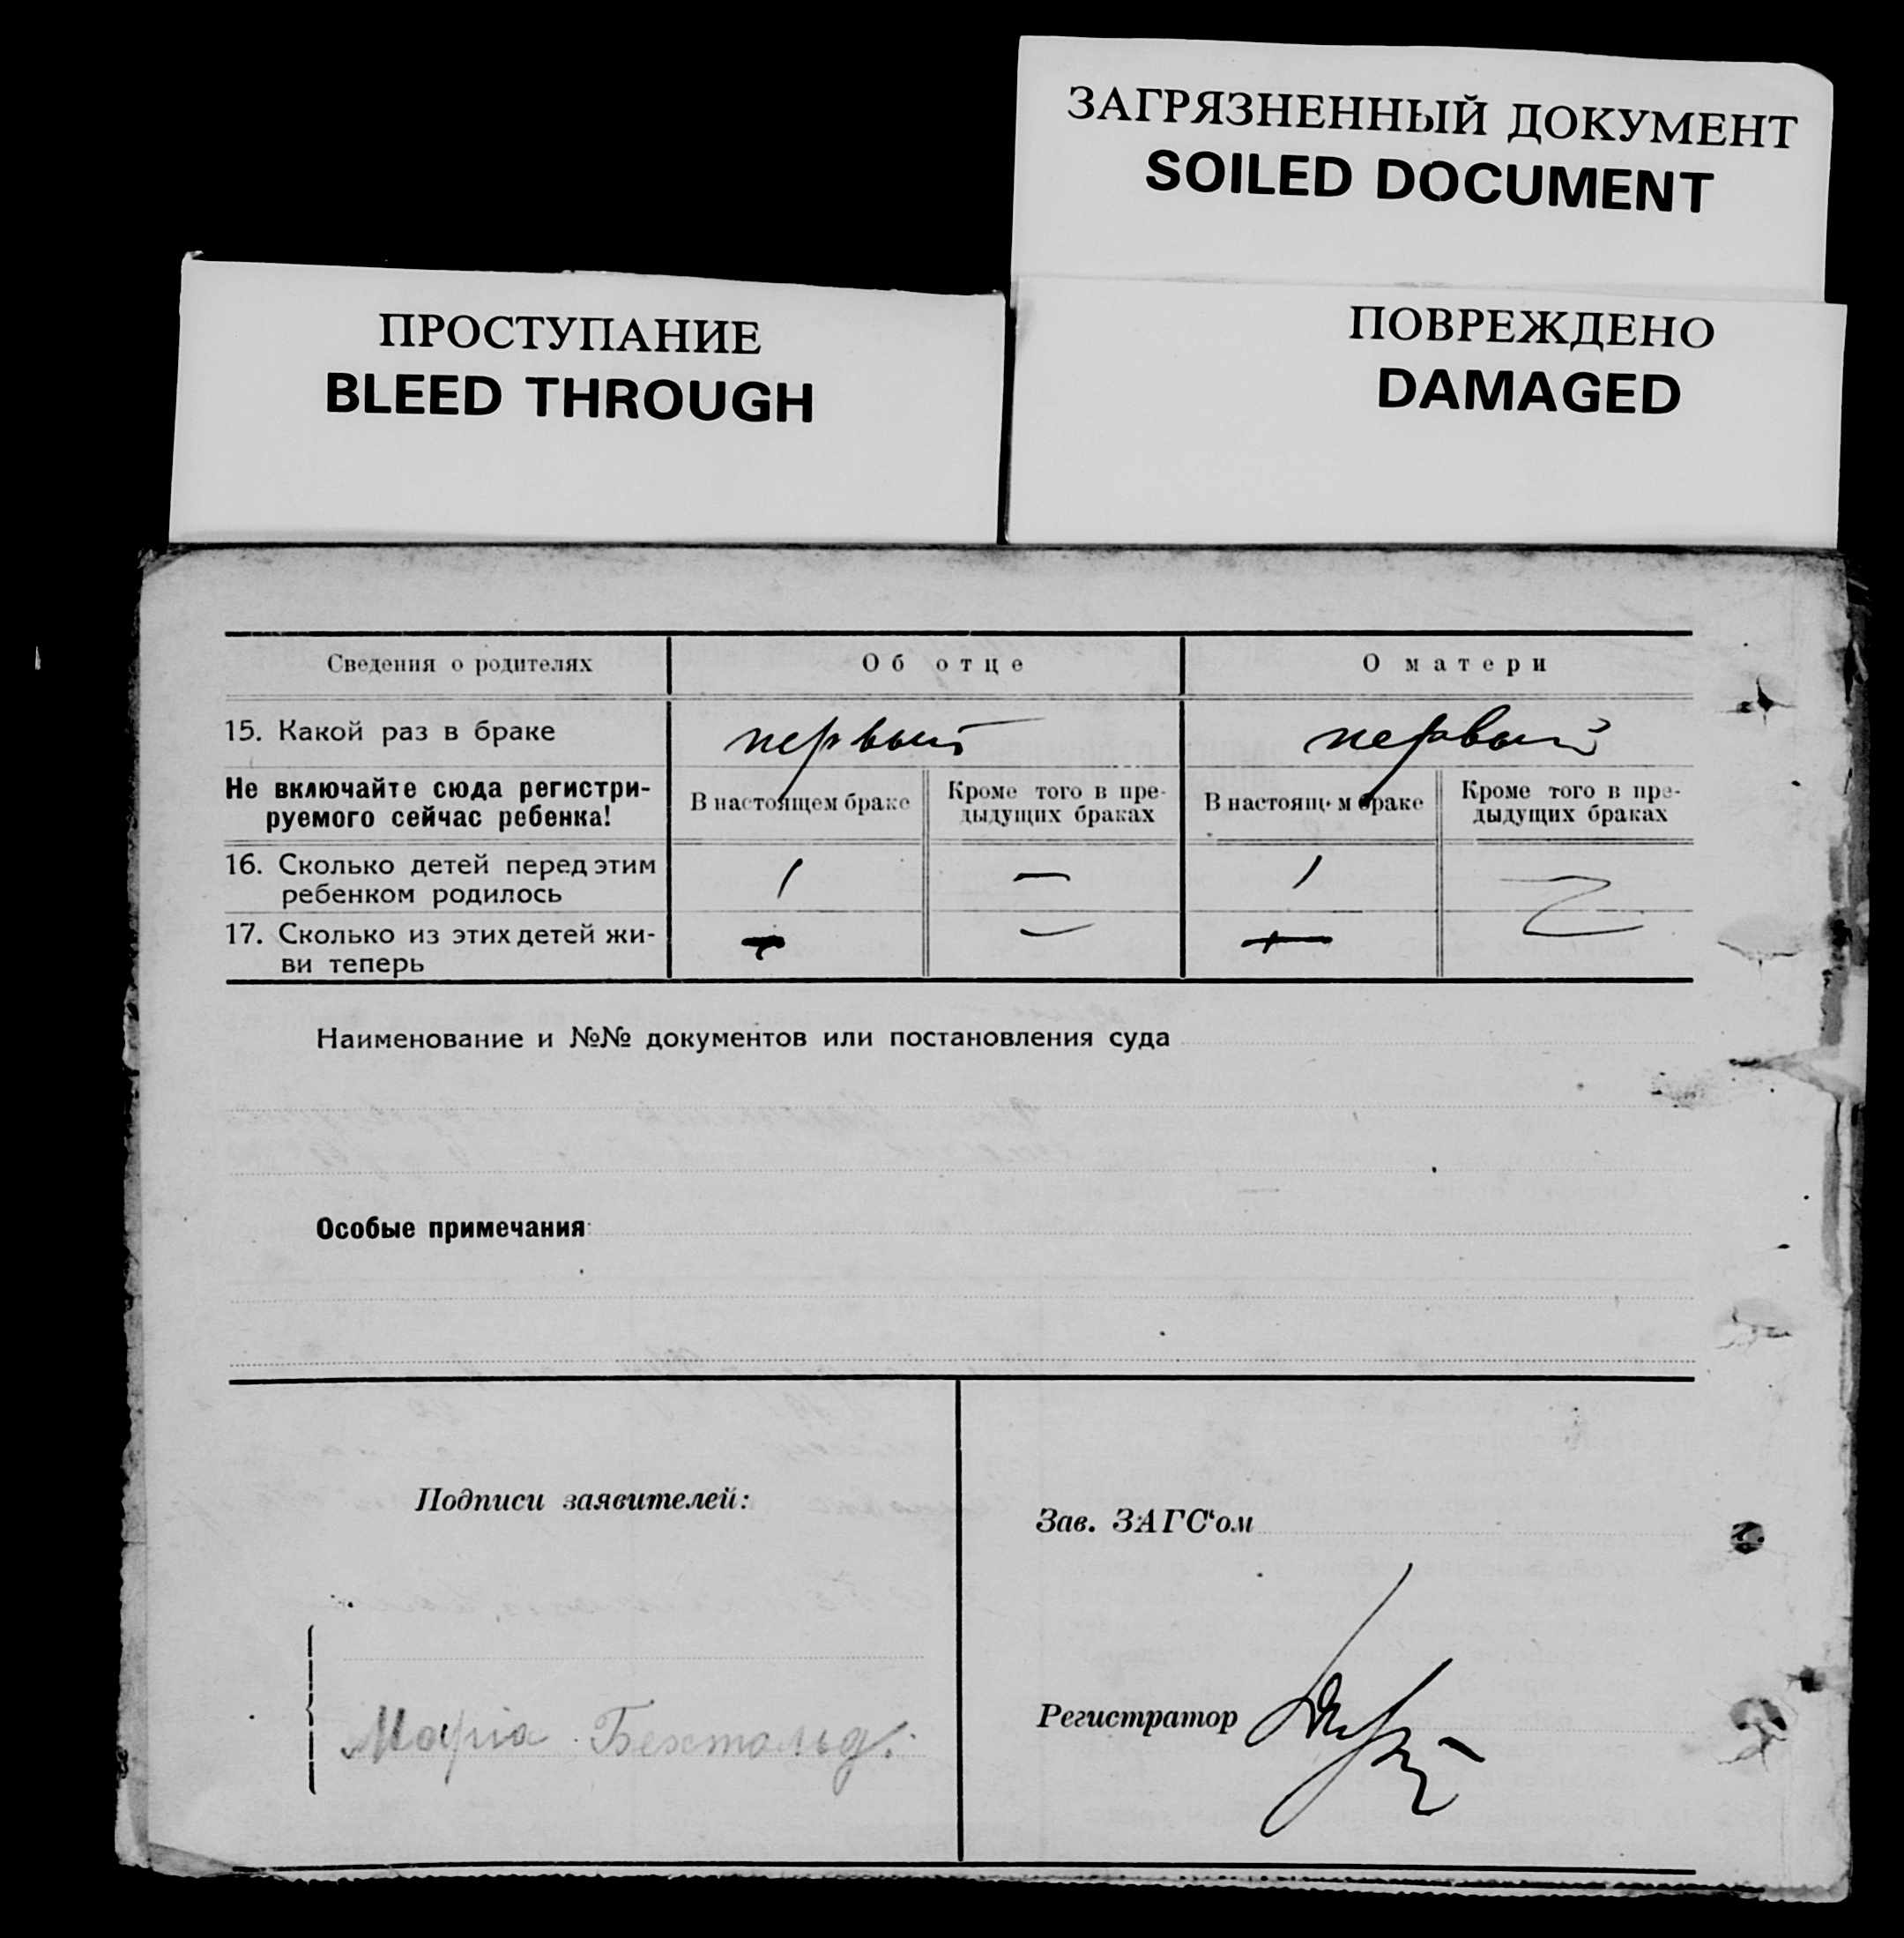 ЗАГРЯЗНЕННЫЙ ДОКУМЕНТ
SOILED DOCUMENT
ПРОСТУПАНИЕ
BLEED THROUGH
ПОВРЕЖДЕНО
DAMAGED
Сведения о родителях
Об отце
О матери
15. Какой раз в браке
первый
первый
Не включайте сюда регистри-
руемого сейчас ребенка!
В настоящем браке
Кроме того в пре-
дыдущих браках
В настоящем браке
Кроме того в пре-
дыдущих браках
16. Сколько детей перед этим
ребенком родилось
1
—
1
—
17. Сколько из этих детей жи-
ви теперь
—
—
—
—
Наименование и №№ документов или постановления суда
Особые примечания
Подписи заявителей:
Марiа Бехтольд.
Зав. ЗАГС‘ом
Регистратор